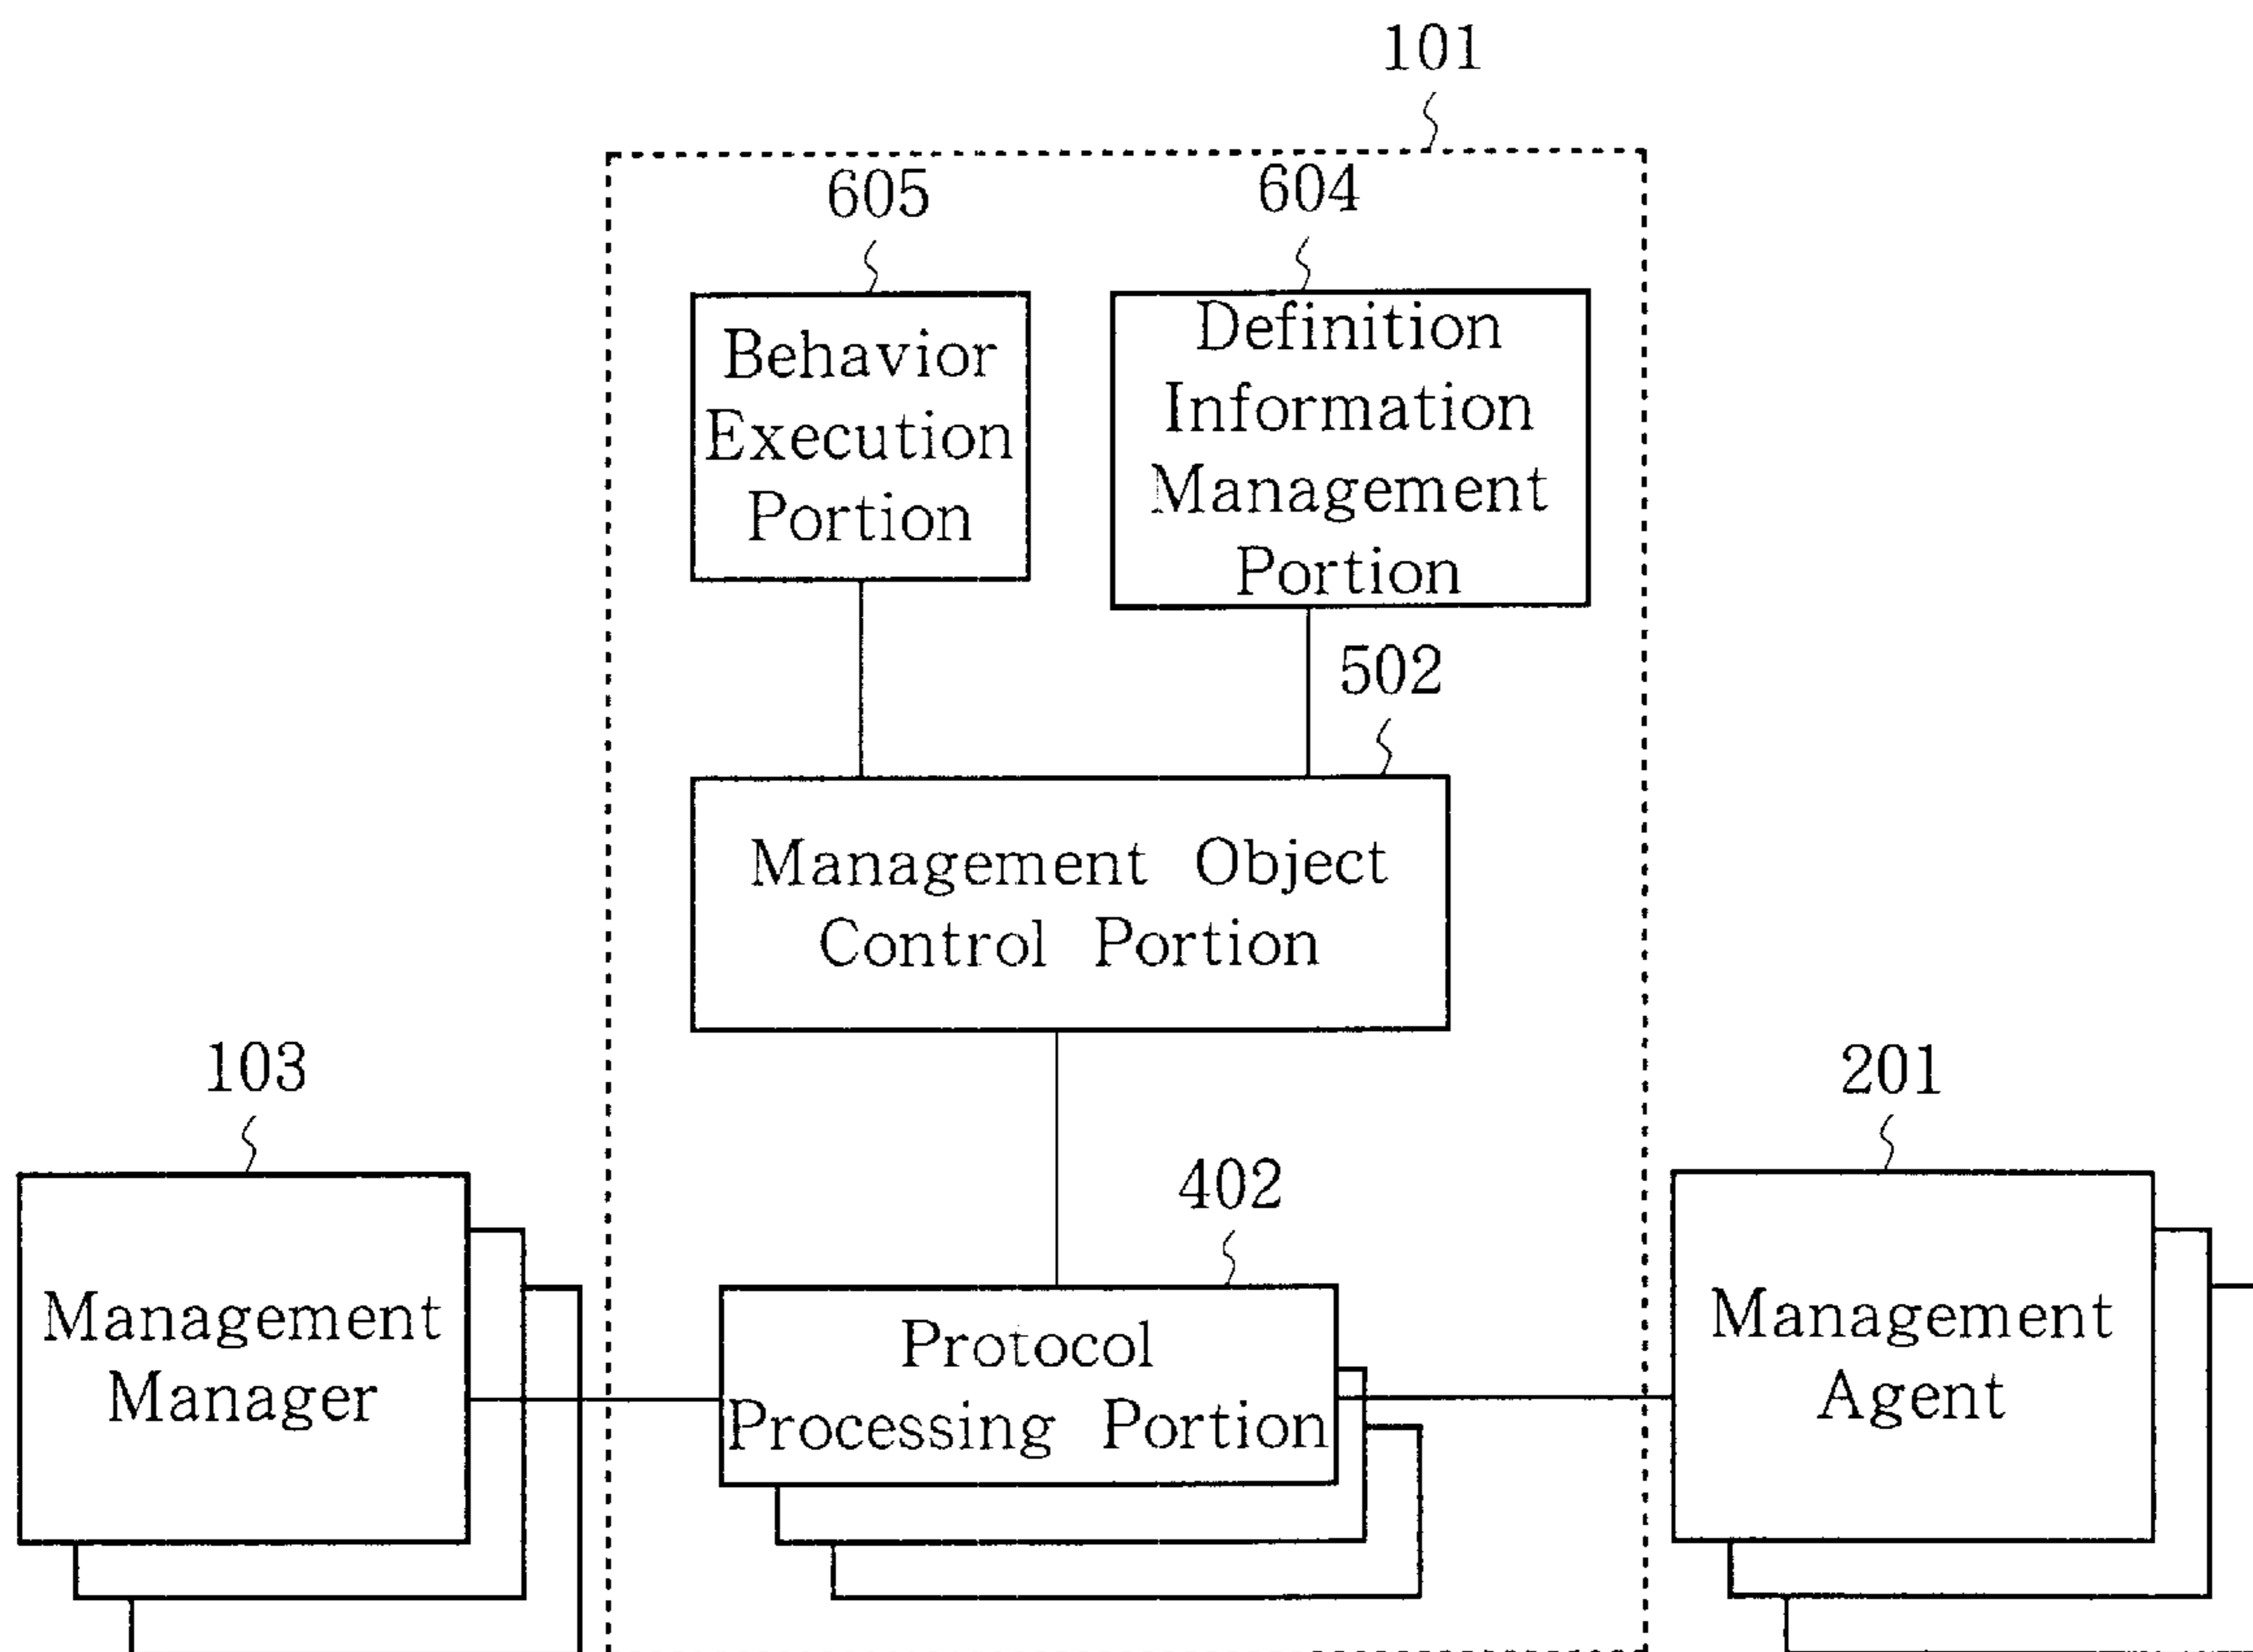 101
605
604
Behavior
Execution
Portion
Definition
Information
Management
Portion
502
Management Object
Control Portion
103
201
402
Management
Manager
Protocol
Processing Portion
Management
Agent